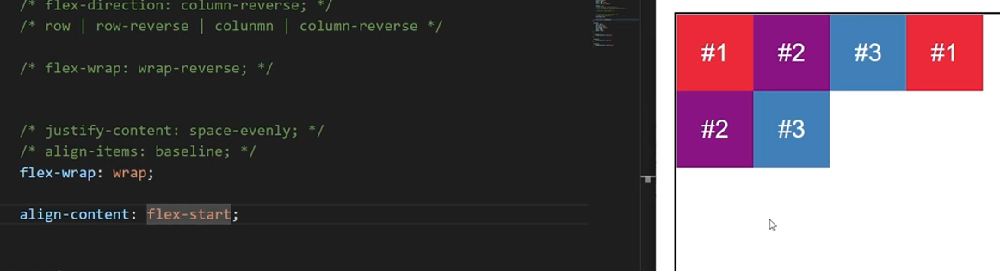 /* flex-direction: column-reverse; */
/* row | row-reverse | colunmn | column-reverse */
/* flex-wrap: wrap-reverse; */
/* justify-content: space-evenly; */
/* align-items: baseline; */
flex-wrap: wrap;
align-content: flex-start;
#1 #2 #3 #1
#2 #3